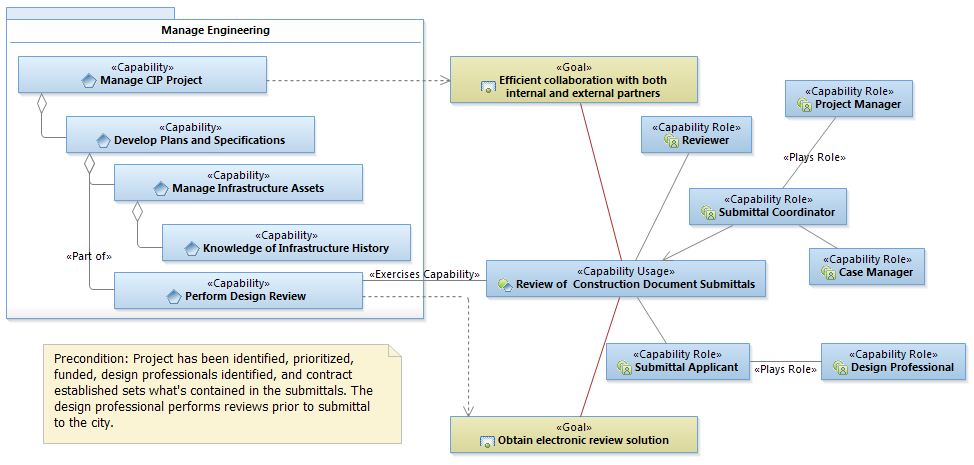 Manage Engineering
«Capability»
Manage CIP Project
«Capability»
Develop Plans and Specifications
«Capability»
Manage Infrastructure Assets
«Capability»
Knowledge of Infrastructure History
«Part of»
«Capability»
Perform Design Review
«Exercises Capability»
«Goal»
Efficient collaboration with both
internal and external partners
«Capability Role»
Reviewer
«Capability Role»
Project Manager
«Plays Role»
«Capability Role»
Submittal Coordinator
«Capability Role»
Case Manager
«Capability Usage»
Review of  Construction Document Submittals
«Capability Role»
Submittal Applicant
«Plays Role»
«Capability Role»
Design Professional
«Goal»
Obtain electronic review solution
Precondition: Project has been identified, prioritized,
funded, design professionals identified, and contract
established sets what's contained in the submittals. The
design professional performs reviews prior to submittal
to the city.